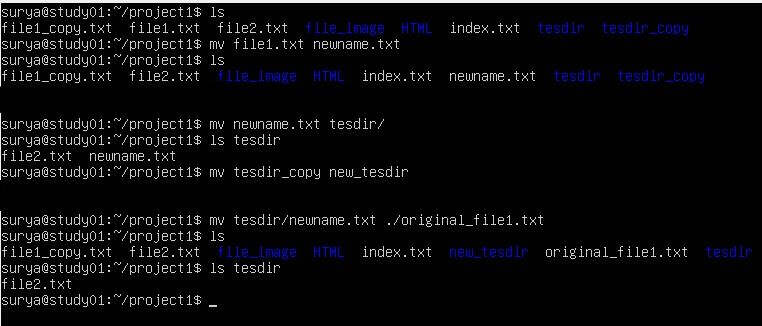 surya@study01:~/project1$ ls
file1_copy.txt  file1.txt  file2.txt  file_image  HTML  index.txt  tesdir  tesdir_copy
surya@study01:~/project1$ mv file1.txt newname.txt
surya@study01:~/project1$ ls
file1_copy.txt  file2.txt  file_image  HTML  index.txt  newname.txt  tesdir  tesdir_copy
surya@study01:~/project1$ mv newname.txt tesdir/
surya@study01:~/project1$ ls tesdir
file2.txt  newname.txt
surya@study01:~/project1$ mv tesdir_copy new_tesdir
surya@study01:~/project1$ mv tesdir/newname.txt ./original_file1.txt
surya@study01:~/project1$ ls
file1_copy.txt  file2.txt  file_image  HTML  index.txt  new_tesdir  original_file1.txt  tesdir
surya@study01:~/project1$ ls tesdir
file2.txt
surya@study01:~/project1$ _